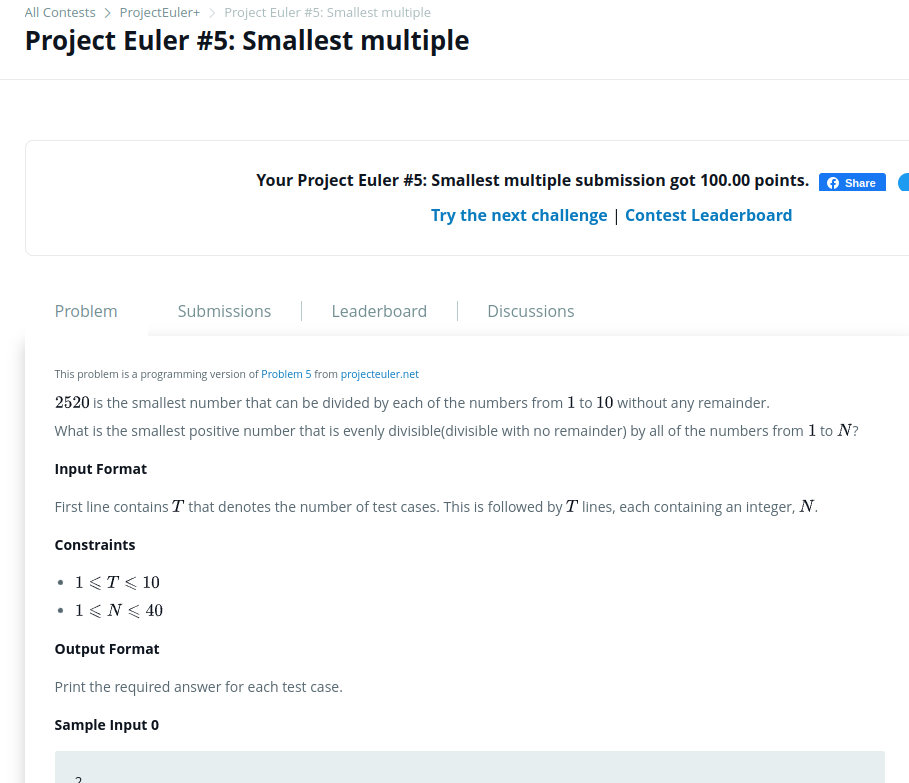 All Contests > ProjectEuler+ > Project Euler #5: Smallest multiple
Project Euler #5: Smallest multiple
Your Project Euler #5: Smallest multiple submission got 100.00 points. Share
Try the next challenge | Contest Leaderboard
Problem Submissions Leaderboard Discussions
This problem is a programming version of Problem 5 from projecteuler.net
2520 is the smallest number that can be divided by each of the numbers from 1 to 10 without any remainder.
What is the smallest positive number that is evenly divisible(divisible with no remainder) by all of the numbers from 1 to N?
Input Format
First line contains T that denotes the number of test cases. This is followed by T lines, each containing an integer, N.
Constraints
• 1 ⩽ T ⩽ 10
• 1 ⩽ N ⩽ 40
Output Format
Print the required answer for each test case.
Sample Input 0
2